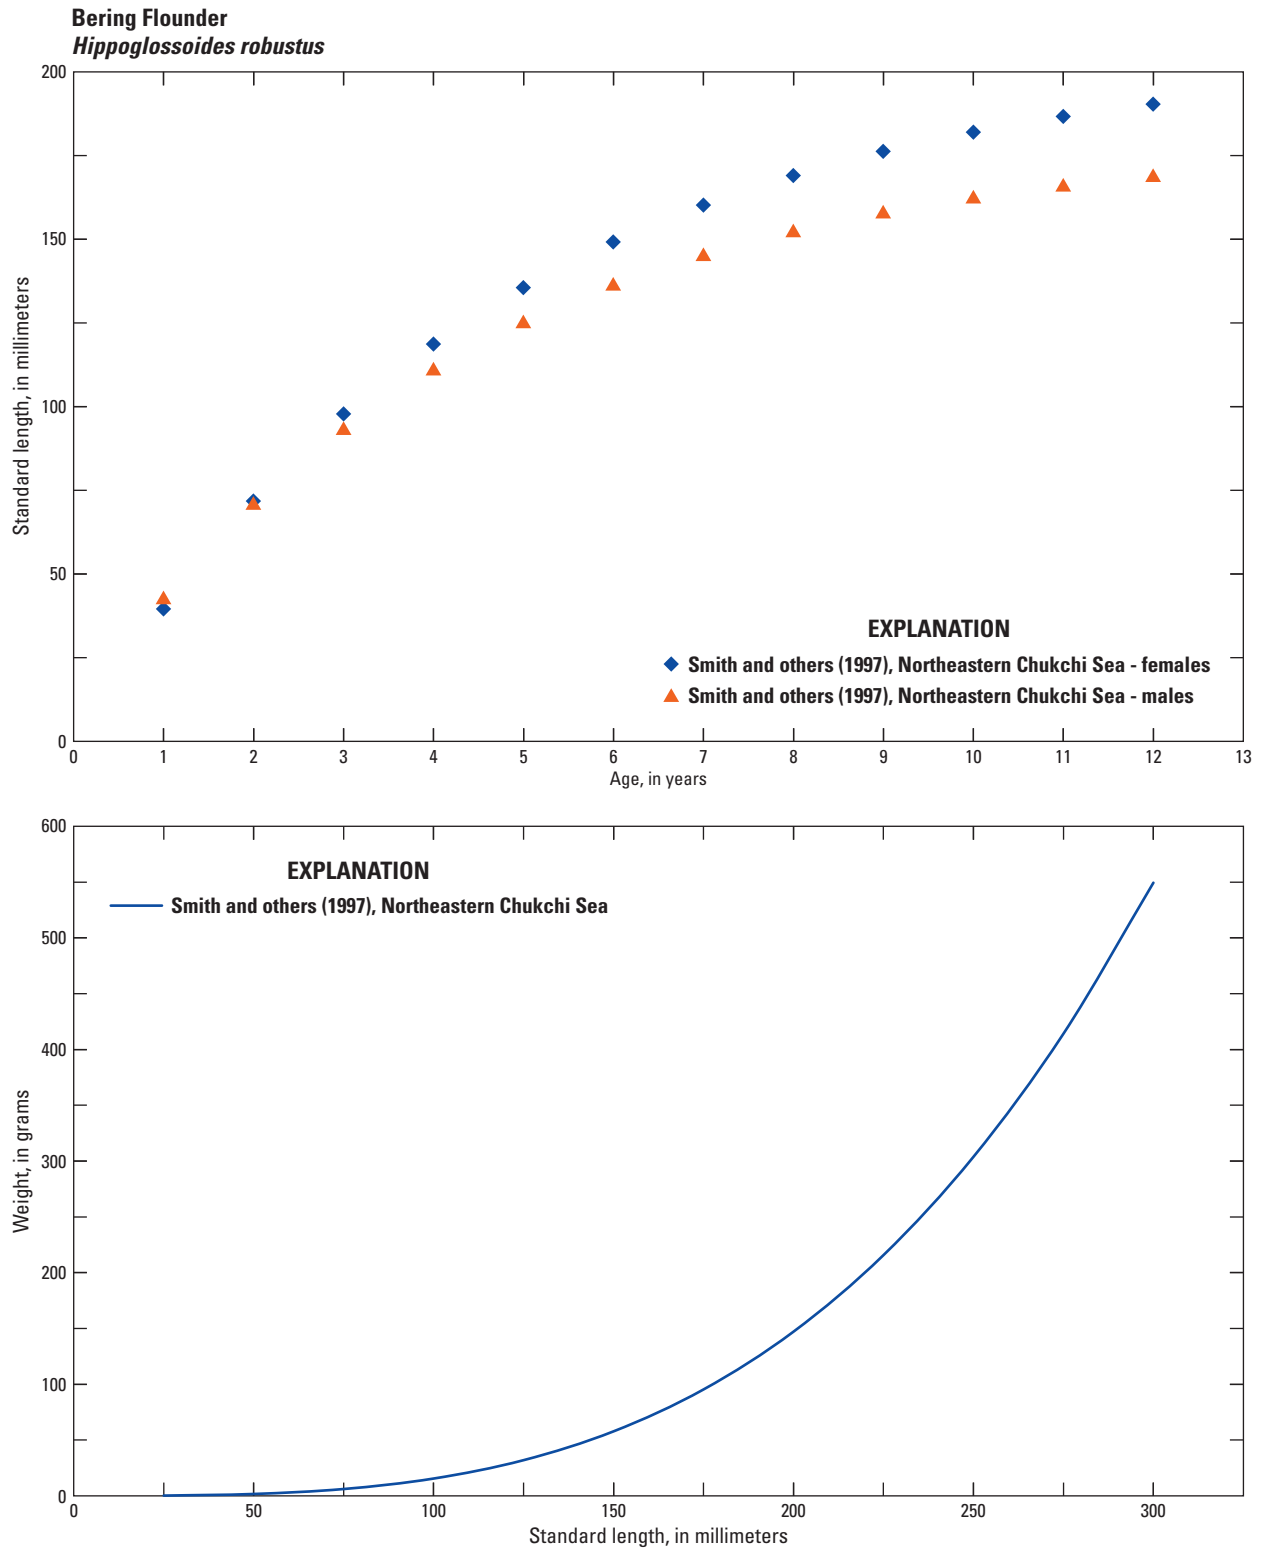 Bering Flounder
Hippoglossoides robustus
200
150
100
50
0
Standard length, in millimeters
EXPLANATION
Smith and others (1997), Northeastern Chukchi Sea - females
Smith and others (1997), Northeastern Chukchi Sea - males
0 1 2 3 4 5 6 7 8 9 10 11 12 13
Age, in years
600
500
400
300
200
100
0
Weight, in grams
EXPLANATION
Smith and others (1997), Northeastern Chukchi Sea
0 50 100 150 200 250 300
Standard length, in millimeters